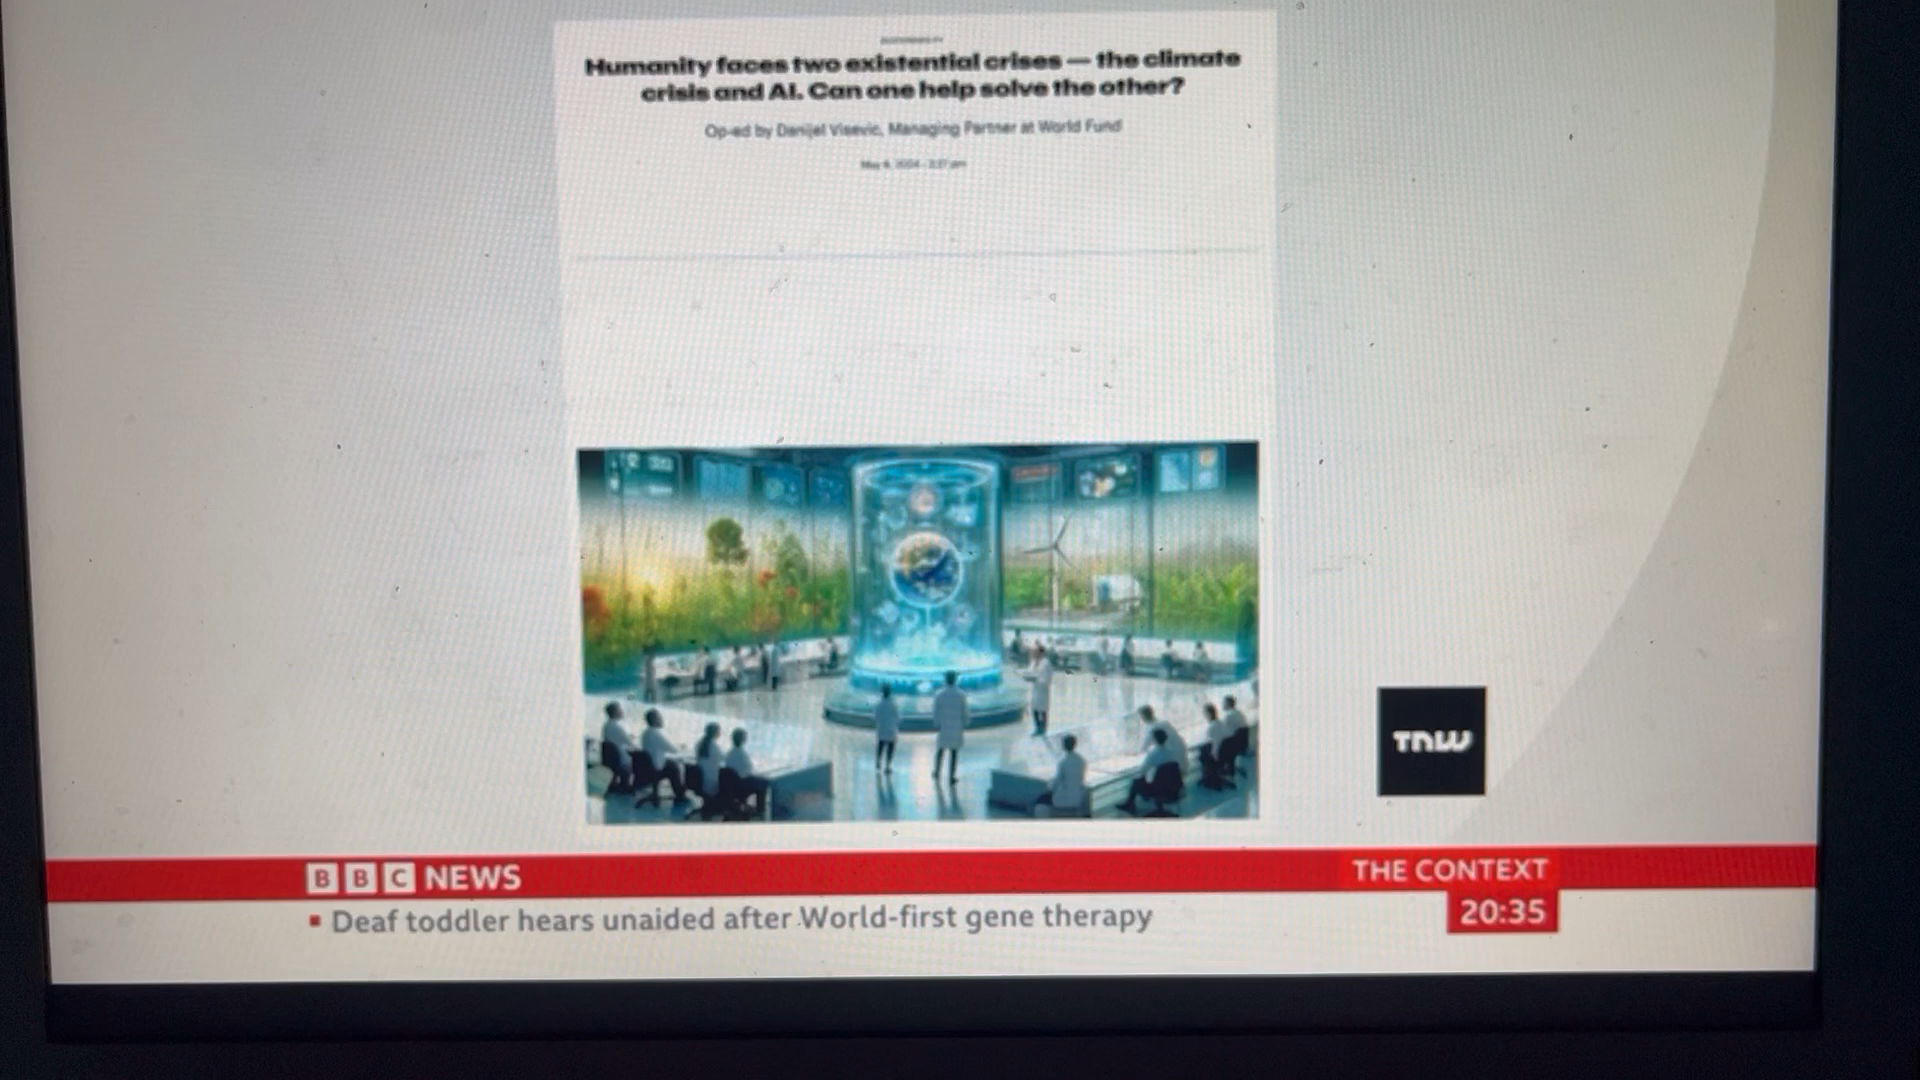 Humanity faces two existential crises — the climate
crisis and AI. Can one help solve the other?
Op-ed by Danijel Visevic, Managing Partner at World Fund
TNW
BBC NEWS
THE CONTEXT
Deaf toddler hears unaided after World-first gene therapy
20:35